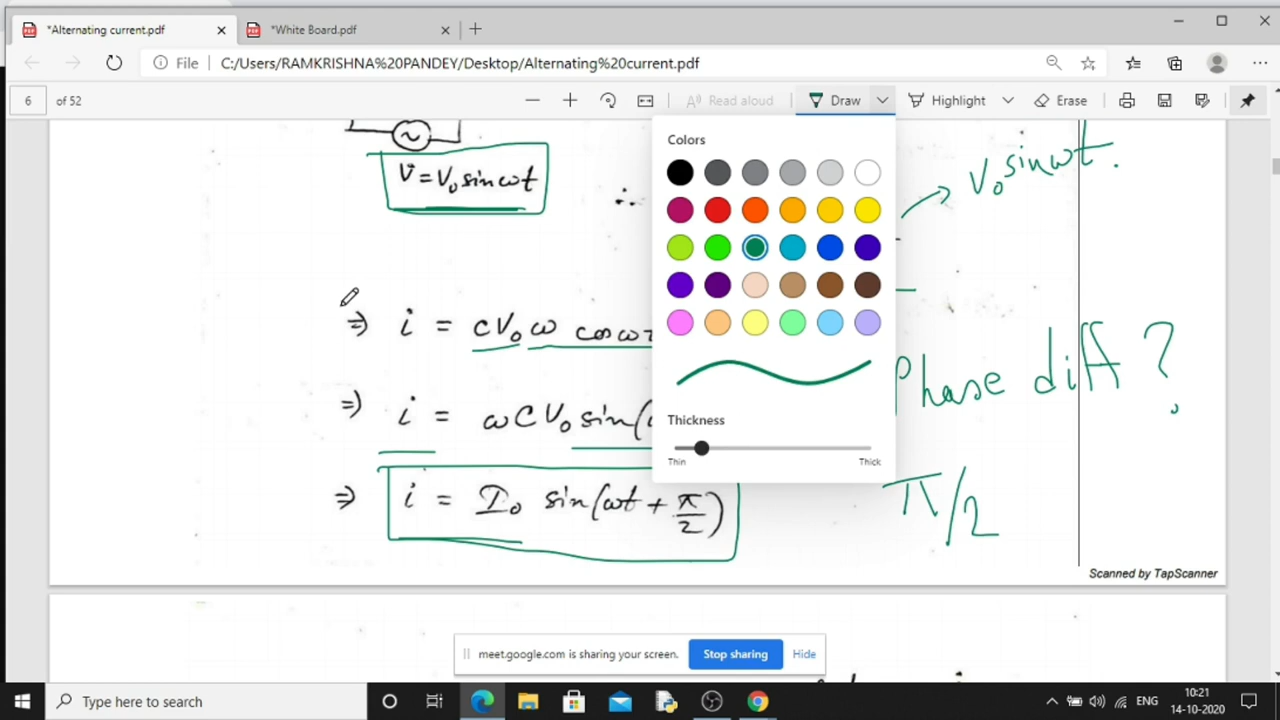 *Alternating current.pdf
*White Board.pdf
File
C:/Users/RAMKRISHNA%20PANDEY/Desktop/Alternating%20current.pdf
6 of 52
Read aloud
Draw
Highlight
Erase
V = V₀ sin ωt
∴
V₀ sin ωt.
Colors
⇒ i = CV₀ ω cos ω
Phase diff ?
⇒ i = ωCV₀ sin(
Thickness
Thin
Thick
⇒ i = I₀ sin(ωt + π/2)
π/2
Scanned by TapScanner
meet.google.com is sharing your screen.
Stop sharing
Hide
Type here to search
ENG
10:21
14-10-2020